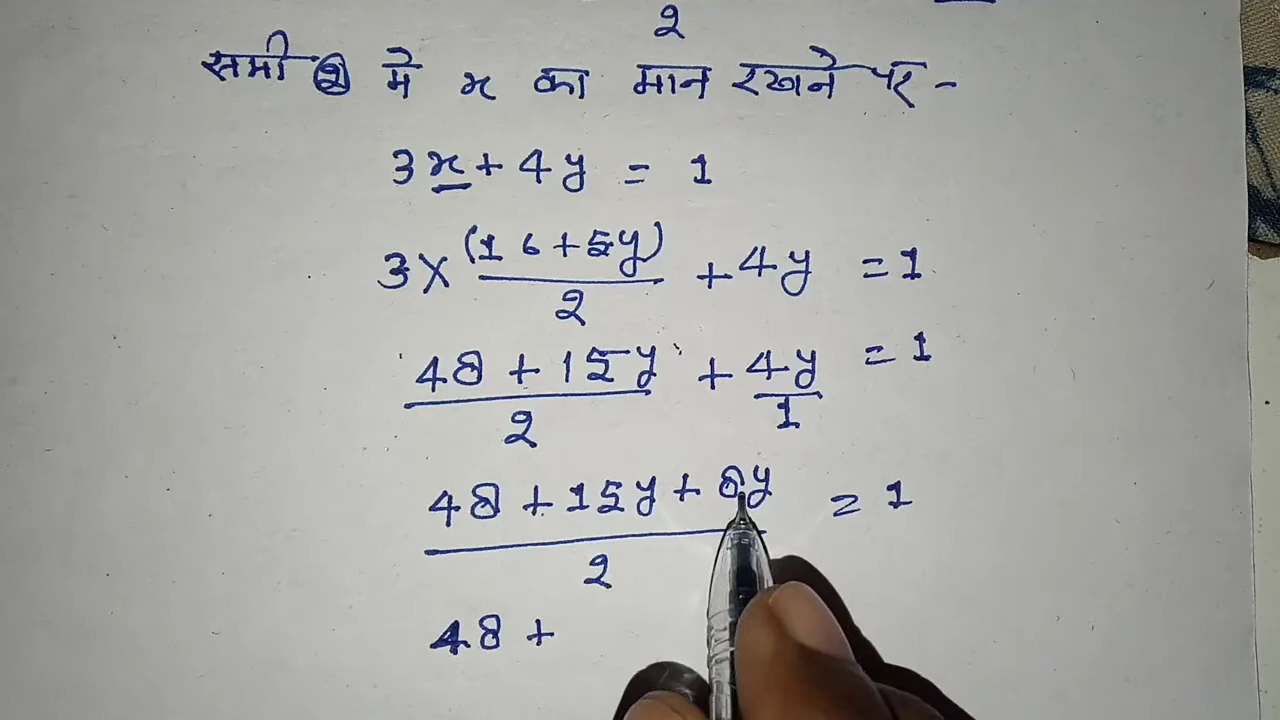 2
समी ② में x का मान रखने पर -
3x + 4y = 1
3 × (16 + 5y)/2 + 4y = 1
48 + 15y/2 + 4y/1 = 1
48 + 15y + 8y/2 = 1
48 +